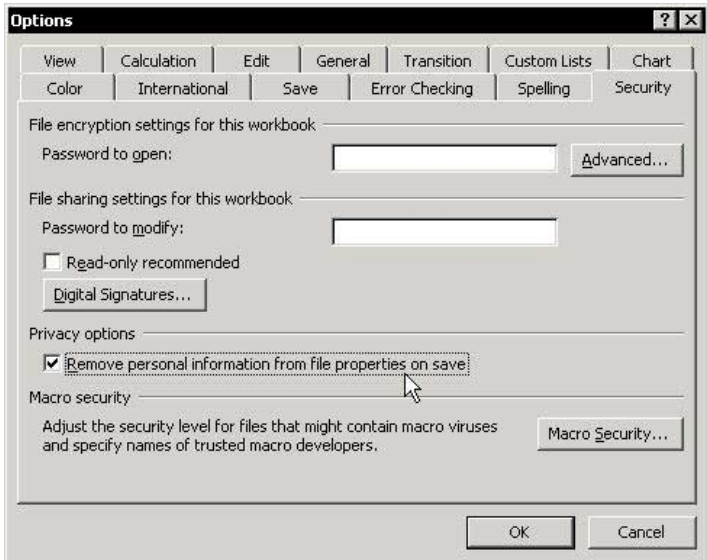 Options
View Calculation Edit General Transition Custom Lists Chart
Color International Save Error Checking Spelling Security
File encryption settings for this workbook
Password to open: Advanced...
File sharing settings for this workbook
Password to modify:
Read-only recommended
Digital Signatures...
Privacy options
Remove personal information from file properties on save
Macro security
Adjust the security level for files that might contain macro viruses
and specify names of trusted macro developers.
Macro Security...
OK Cancel